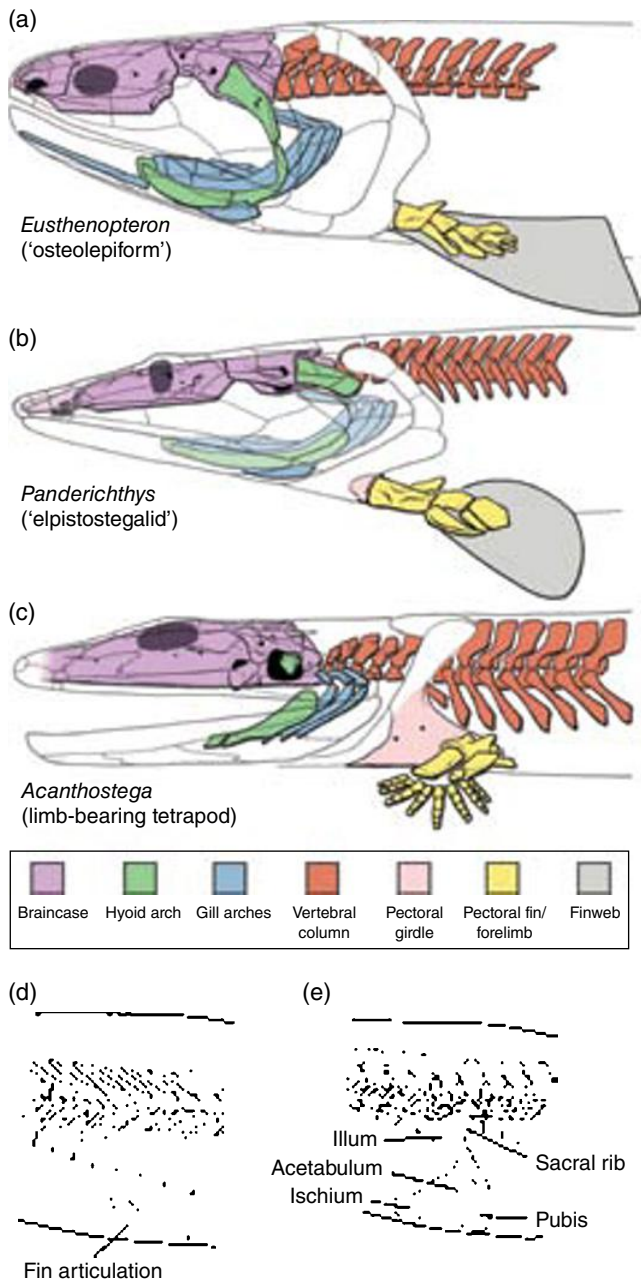 (a)
Eusthenopteron
('osteolepiform')
(b)
Panderichthys
('elpistostegalid')
(c)
Acanthostega
(limb-bearing tetrapod)
Braincase
Hyoid arch
Gill arches
Vertebral
column
Pectoral
girdle
Pectoral fin/
forelimb
Finweb
(d)
(e)
Illum
Sacral rib
Acetabulum
Ischium
Pubis
Fin articulation